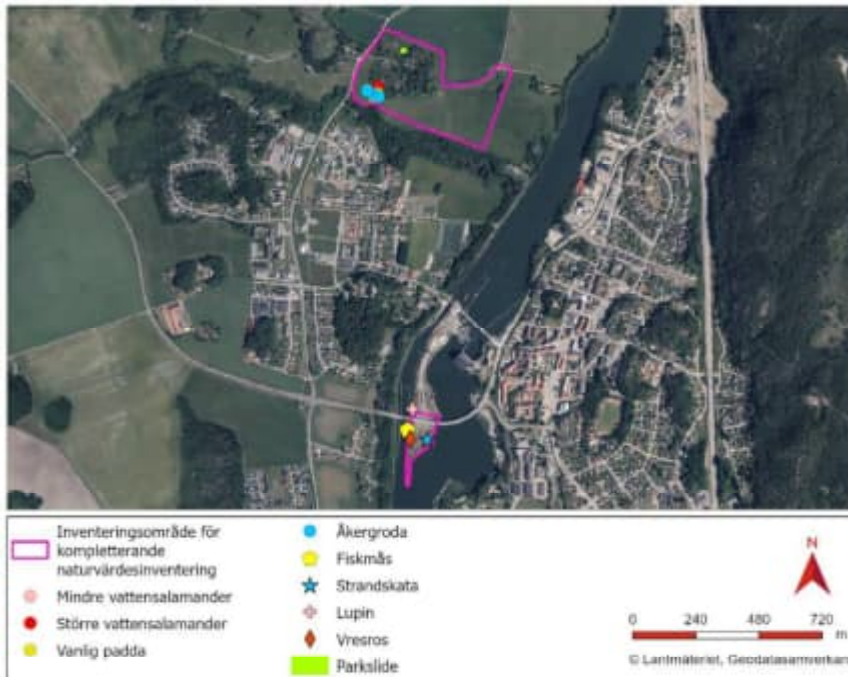 Inventeringsområde för
kompletterande
naturvärdesinventering
Mindre vattensalamander
Större vattensalamander
Vanlig padda
Åkergroda
Fiskmås
Strandskata
Lupin
Vresros
Parkslide
N
0 240 480 720
m
© Lantmäteriet, Geodatasamverkan